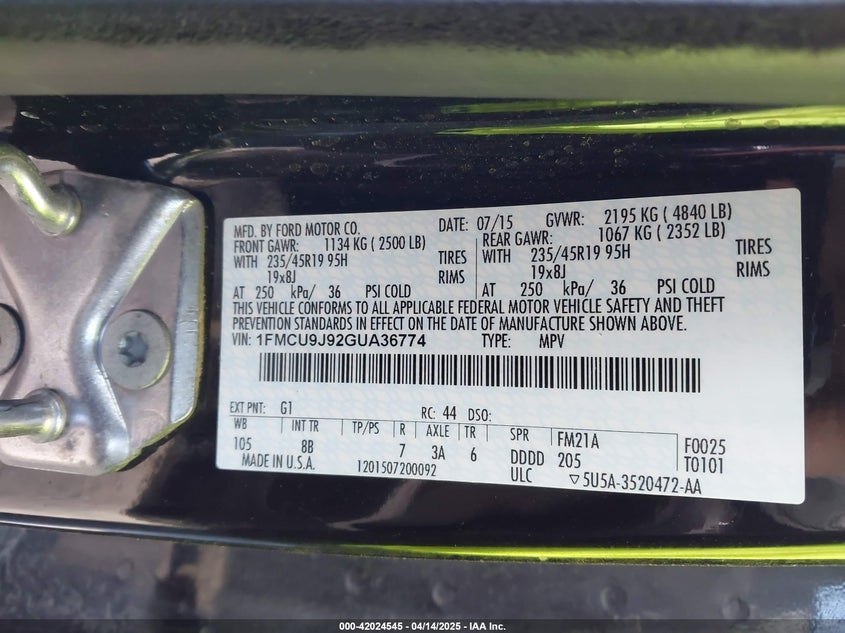 MFD. BY FORD MOTOR CO. DATE: 07/15 GVWR: 2195 KG ( 4840 LB)
FRONT GAWR: 1134 KG ( 2500 LB) REAR GAWR: 1067 KG ( 2352 LB)
WITH 235/45R19 95H TIRES WITH 235/45R19 95H TIRES
19x8J RIMS 19x8J RIMS
AT 250 kPa/ 36 PSI COLD AT 250 kPa/ 36 PSI COLD
THIS VEHICLE CONFORMS TO ALL APPLICABLE FEDERAL MOTOR VEHICLE SAFETY AND THEFT
PREVENTION STANDARDS IN EFFECT ON THE DATE OF MANUFACTURE SHOWN ABOVE.
VIN: 1FMCU9J92GUA36774 TYPE: MPV
EXT PNT: G1 RC: 44 DSO:
WB INT TR TP/PS R AXLE TR SPR FM21A F0025
105 8B 7 3A 6 DDDD 205 T0101
MADE IN U.S.A. 1201507200092 ULC ▽5U5A-3520472-AA
000-42024545 - 04/14/2025 - IAA Inc.